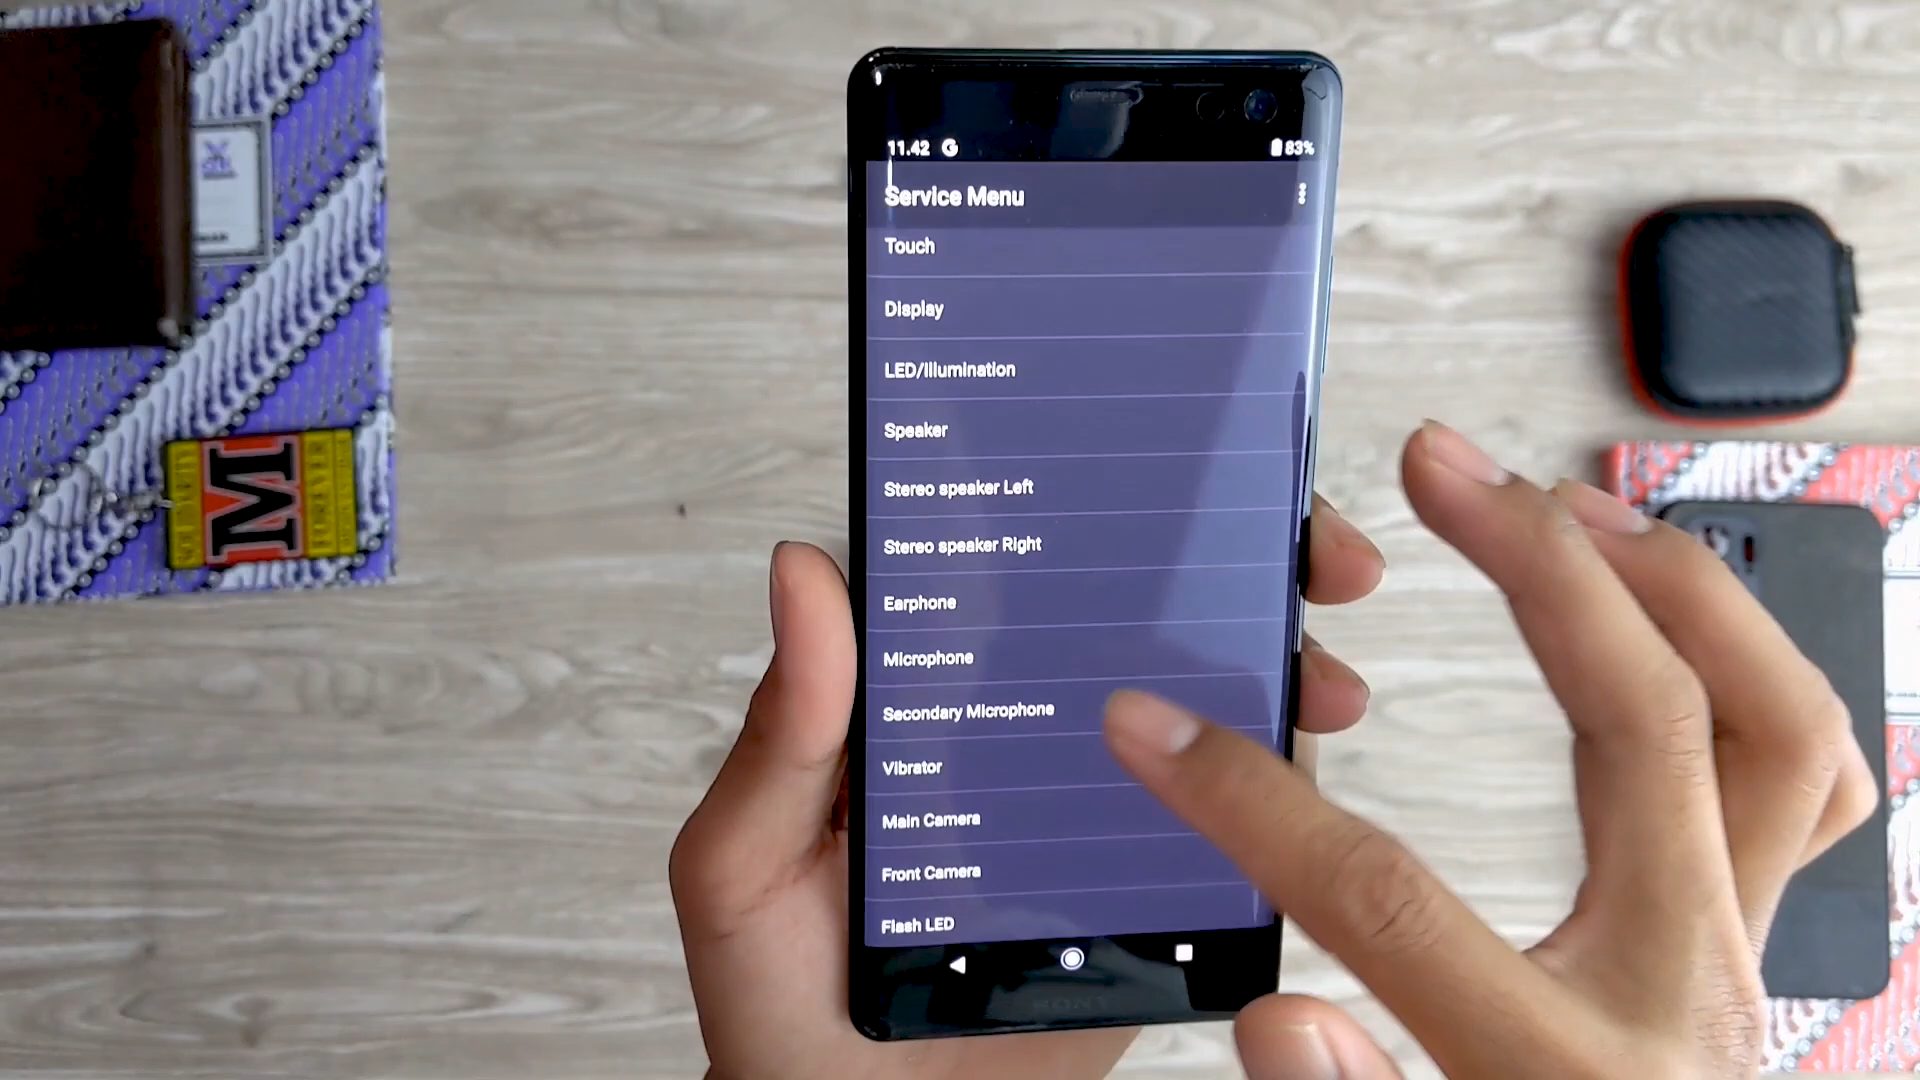 11.42 G 83%
Service Menu
Touch
Display
LED/Illumination
Speaker
Stereo speaker Left
Stereo speaker Right
Earphone
Microphone
Secondary Microphone
Vibrator
Main Camera
Front Camera
Flash LED
SONY
M